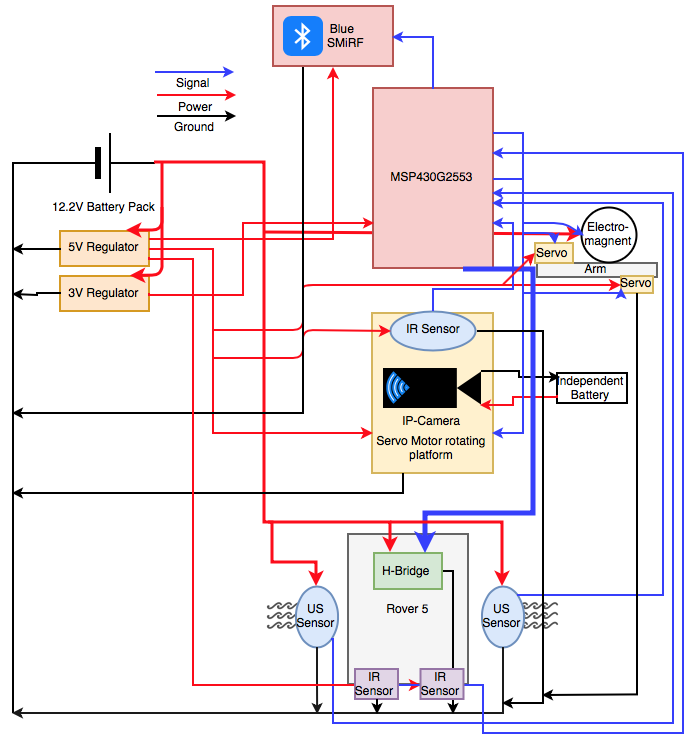 Blue
SMiRF
Signal
Power
Ground
MSP430G2553
12.2V Battery Pack
5V Regulator
3V Regulator
Electro-
magnent
Servo
Arm
Servo
IR Sensor
Independent
Battery
IP-Camera
Servo Motor rotating
platform
H-Bridge
Rover 5
US
Sensor
US
Sensor
IR
Sensor
IR
Sensor